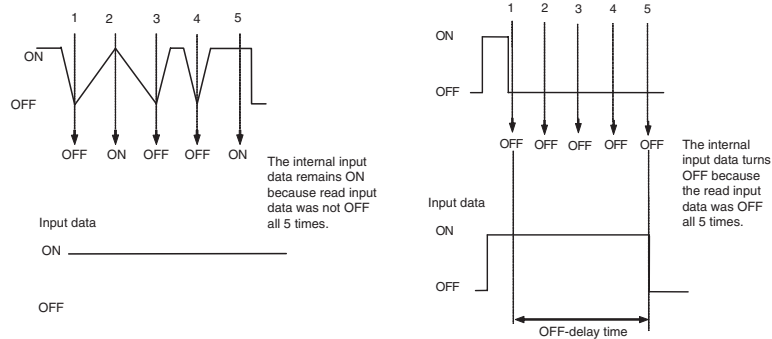 1 2 3 4 5
ON
OFF
OFF ON OFF OFF ON
The internal input
data remains ON
because read input
data was not OFF
all 5 times.
Input data
ON
OFF
1 2 3 4 5
ON
OFF
OFF OFF OFF OFF OFF
The internal
input data turns
OFF because
the read input
data was OFF
all 5 times.
Input data
ON
OFF
OFF-delay time